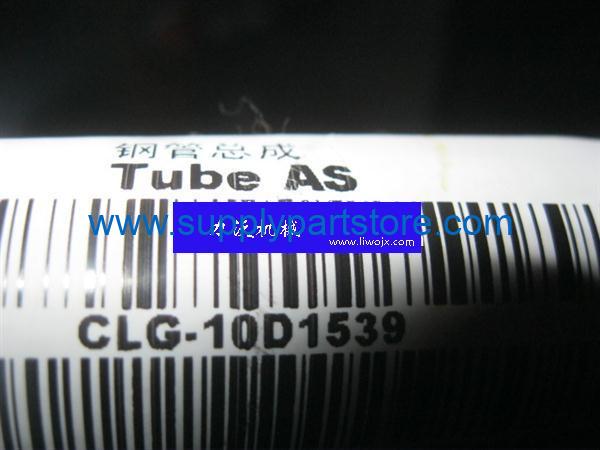 钢管总成
Tube AS
www.supplypartstore.com
www.liwojx.com
CLG-10D1539